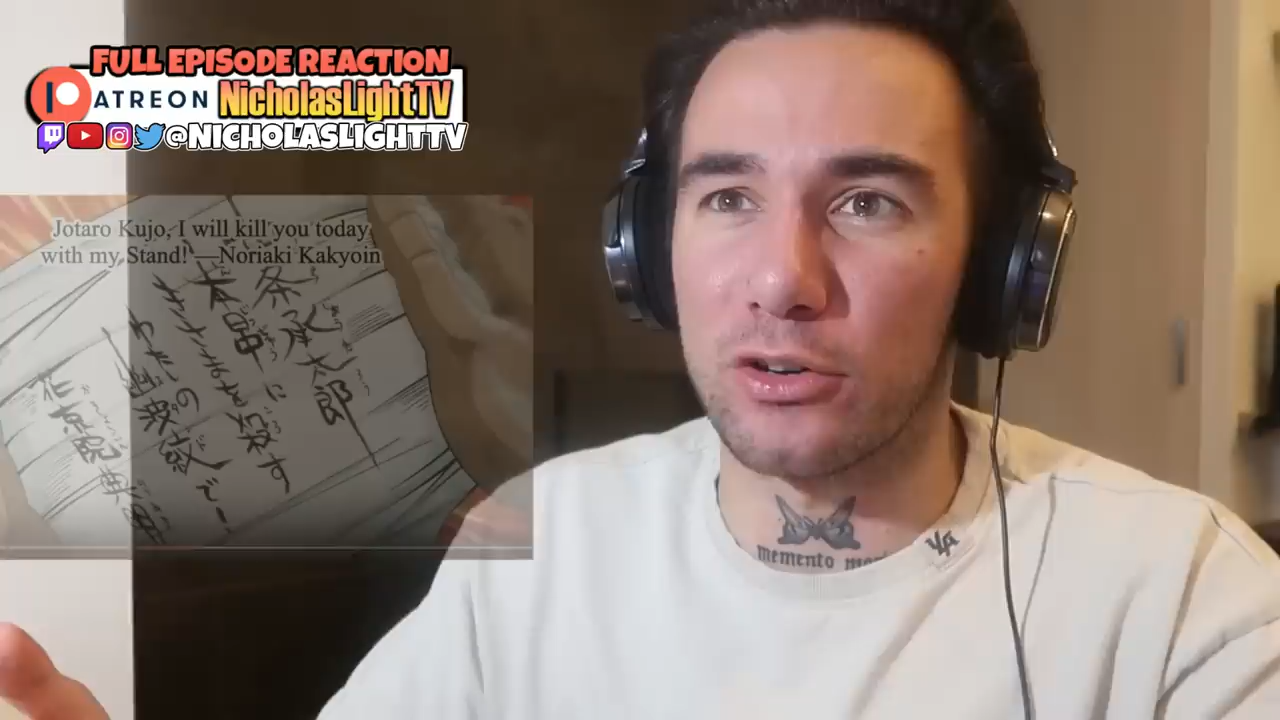 FULL EPISODE REACTION
PATREON NicholasLightTV
@NICHOLASLIGHTTV
Jotaro Kujo, I will kill you today
with my Stand! —Noriaki Kakyoin
条承太郎
本日中に
きさまを殺す
わたしの
幽波紋で!
花京院典明
memento